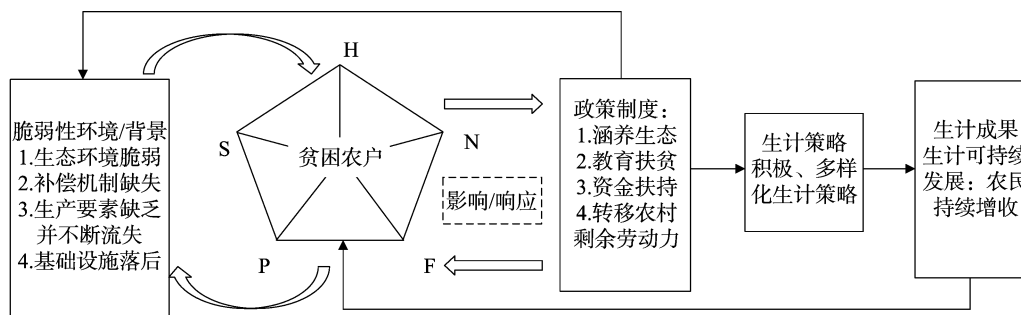 脆弱性环境/背景
1.生态环境脆弱
2.补偿机制缺失
3.生产要素缺乏
并不断流失
4.基础设施落后
H
S
N
P
F
贫困农户
影响/响应
政策制度：
1.涵养生态
2.教育扶贫
3.资金扶持
4.转移农村
剩余劳动力
生计策略
积极、多样
化生计策略
生计成果
生计可持续
发展：农民
持续增收